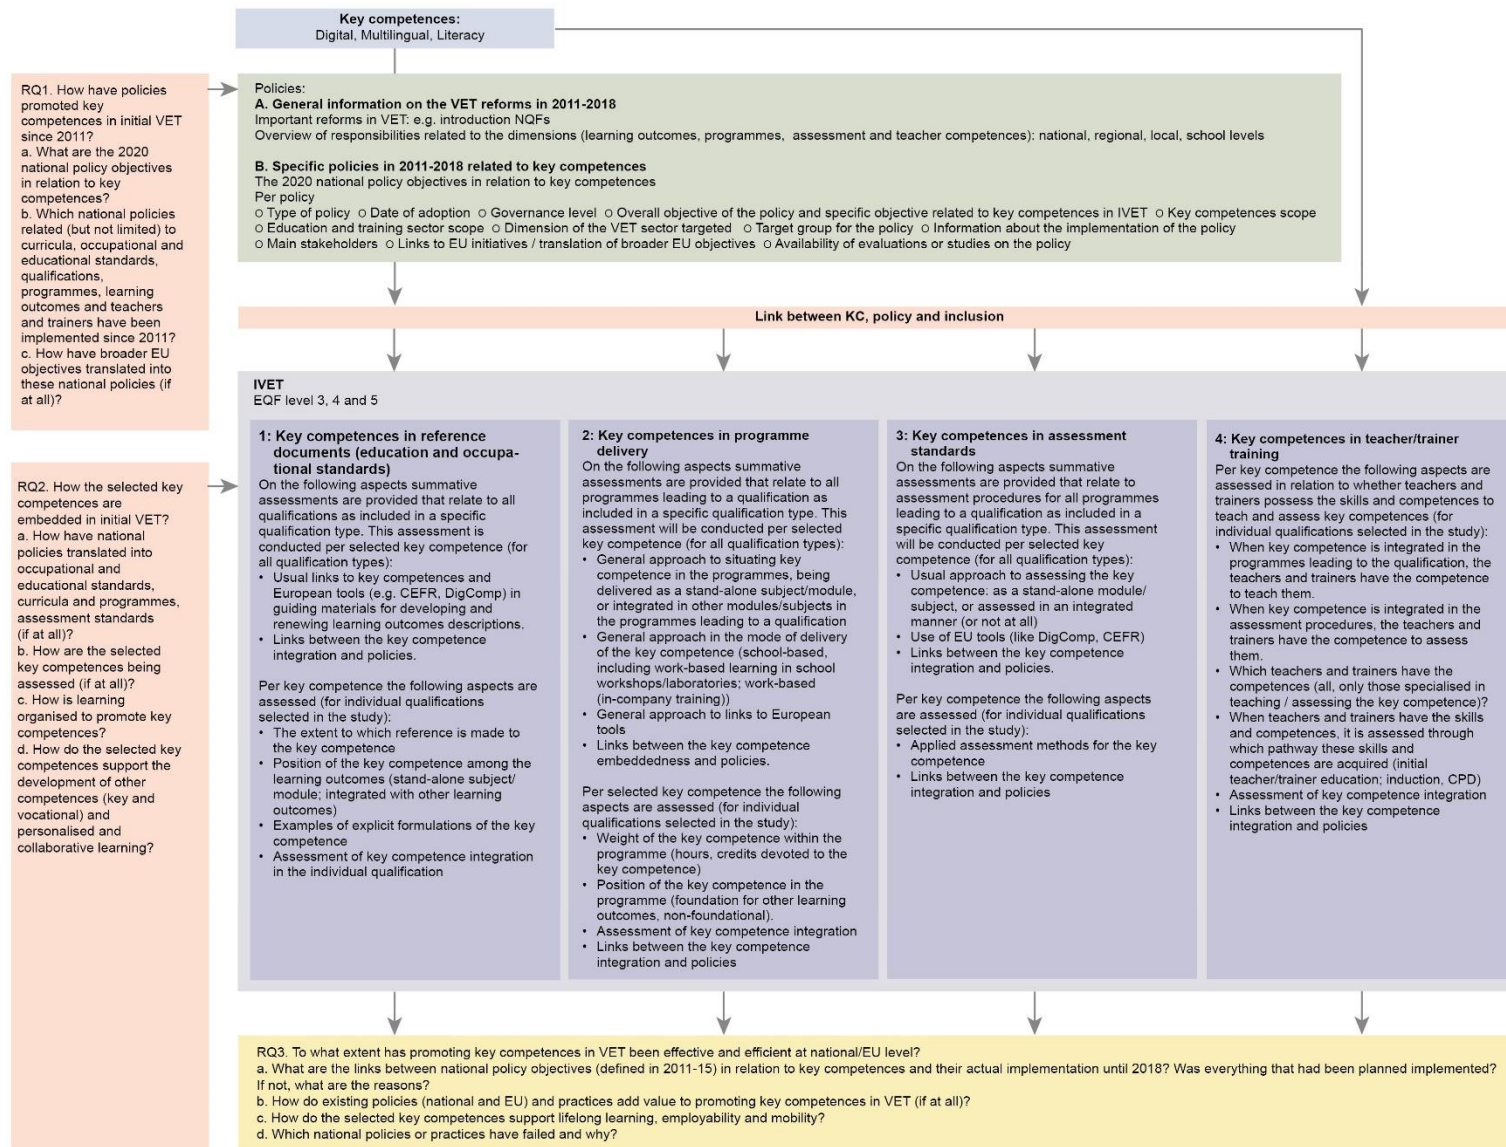 Key competences:
Digital, Multilingual, Literacy
RQ1. How have policies
promoted key
competences in initial VET
since 2011?
a. What are the 2020
national policy objectives
in relation to key
competences?
b. Which national policies
related (but not limited) to
curricula, occupational and
educational standards,
qualifications,
programmes, learning
outcomes and teachers
and trainers have been
implemented since 2011?
c. How have broader EU
objectives translated into
these national policies (if
at all)?
Policies:
A. General information on the VET reforms in 2011-2018
Important reforms in VET: e.g. introduction NQFs
Overview of responsibilities related to the dimensions (learning outcomes, programmes, assessment and teacher competences): national, regional, local, school levels
B. Specific policies in 2011-2018 related to key competences
The 2020 national policy objectives in relation to key competences
Per policy
○ Type of policy ○ Date of adoption ○ Governance level ○ Overall objective of the policy and specific objective related to key competences in IVET ○ Key competences scope
○ Education and training sector scope ○ Dimension of the VET sector targeted ○ Target group for the policy ○ Information about the implementation of the policy
○ Main stakeholders ○ Links to EU initiatives / translation of broader EU objectives ○ Availability of evaluations or studies on the policy
Link between KC, policy and inclusion
RQ2. How the selected key
competences are
embedded in initial VET?
a. How have national
policies translated into
occupational and
educational standards,
curricula and programmes,
assessment standards
(if at all)?
b. How are the selected
key competences being
assessed (if at all)?
c. How is learning
organised to promote key
competences?
d. How do the selected key
competences support the
development of other
competences (key and
vocational) and
personalised and
collaborative learning?
IVET
EQF level 3, 4 and 5
1: Key competences in reference
documents (education and occupa-
tional standards)
On the following aspects summative
assessments are provided that relate to all
qualifications as included in a specific
qualification type. This assessment is
conducted per selected key competence (for
all qualification types):
• Usual links to key competences and
European tools (e.g. CEFR, DigComp) in
guiding materials for developing and
renewing learning outcomes descriptions.
• Links between the key competence
integration and policies.
Per key competence the following aspects are
assessed (for individual qualifications
selected in the study):
• The extent to which reference is made to
the key competence
• Position of the key competence among the
learning outcomes (stand-alone subject/
module; integrated with other learning
outcomes)
• Examples of explicit formulations of the key
competence
• Assessment of key competence integration
in the individual qualification
2: Key competences in programme
delivery
On the following aspects summative
assessments are provided that relate to all
programmes leading to a qualification as
included in a specific qualification type. This
assessment will be conducted per selected
key competence (for all qualification types):
• General approach to situating key
competence in the programmes, being
delivered as a stand-alone subject/module,
or integrated in other modules/subjects in
the programmes leading to a qualification
• General approach in the mode of delivery
of the key competence (school-based,
including work-based learning in school
workshops/laboratories; work-based
(in-company training))
• General approach to links to European
tools
• Links between the key competence
embeddedness and policies.
Per selected key competence the following
aspects are assessed (for individual
qualifications selected in the study):
• Weight of the key competence within the
programme (hours, credits devoted to the
key competence)
• Position of the key competence in the
programme (foundation for other learning
outcomes, non-foundational).
• Assessment of key competence integration
• Links between the key competence
integration and policies
3: Key competences in assessment
standards
On the following aspects summative
assessments are provided that relate to
assessment procedures for all programmes
leading to a qualification as included in a
specific qualification type. This assessment
will be conducted per selected key
competence (for all qualification types):
• Usual approach to assessing the key
competence: as a stand-alone module/
subject, or assessed in an integrated
manner (or not at all)
• Use of EU tools (like DigComp, CEFR)
• Links between the key competence
integration and policies.
Per key competence the following aspects
are assessed (for individual qualifications
selected in the study):
• Applied assessment methods for the key
competence
• Links between the key competence
integration and policies
4: Key competences in teacher/trainer
training
Per key competence the following aspects are
assessed in relation to whether teachers and
trainers possess the skills and competences to
teach and assess key competences (for
individual qualifications selected in the study):
• When key competence is integrated in the
programmes leading to the qualification, the
teachers and trainers have the competence
to teach them.
• When key competence is integrated in the
assessment procedures, the teachers and
trainers have the competence to assess
them.
• Which teachers and trainers have the
competences (all, only those specialised in
teaching / assessing the key competence)?
• When teachers and trainers have the skills
and competences, it is assessed through
which pathway these skills and
competences are acquired (initial
teacher/trainer education; induction, CPD)
• Assessment of key competence integration
• Links between the key competence
integration and policies
RQ3. To what extent has promoting key competences in VET been effective and efficient at national/EU level?
a. What are the links between national policy objectives (defined in 2011-15) in relation to key competences and their actual implementation until 2018? Was everything that had been planned implemented?
If not, what are the reasons?
b. How do existing policies (national and EU) and practices add value to promoting key competences in VET (if at all)?
c. How do the selected key competences support lifelong learning, employability and mobility?
d. Which national policies or practices have failed and why?